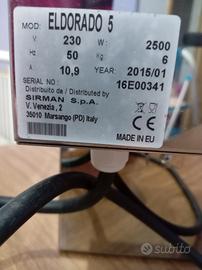 MOD: ELDORADO 5
V 230 W 2500
Hz 50 Kg 6
A 10,9 YEAR: 2015/01
SERIAL NO: 16E00341
Distribuito da / Distributed by
SIRMAN S.p.A.
V. Venezia, 2
35010 Marsango (PD) Italy
CE
MADE IN EU
subito